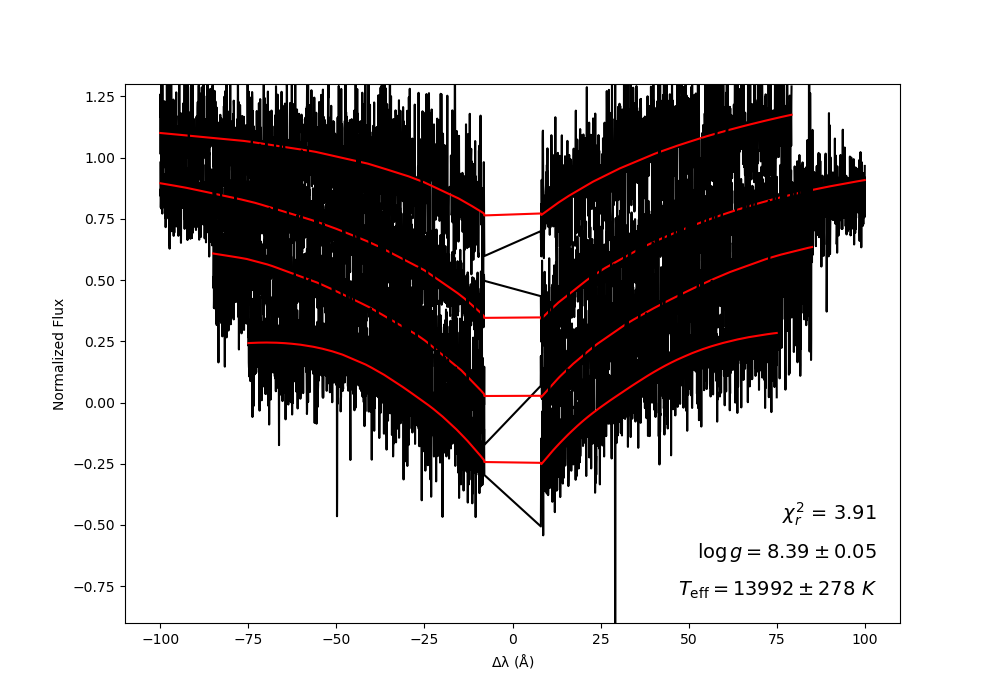 1.25
1.00
0.75
0.50
0.25
0.00
−0.25
−0.50
−0.75
Normalized Flux
χ²ᵣ = 3.91
log g = 8.39 ± 0.05
T_eff = 13992 ± 278 K
−100 −75 −50 −25 0 25 50 75 100
Δλ (Å)